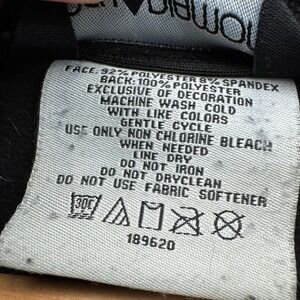 FACE: 92% POLYESTER 8% SPANDEX
BACK: 100% POLYESTER
EXCLUSIVE OF DECORATION
MACHINE WASH COLD
WITH LIKE COLORS
GENTLE CYCLE
USE ONLY NON CHLORINE BLEACH
WHEN NEEDED
LINE DRY
DO NOT IRON
DO NOT DRYCLEAN
DO NOT USE FABRIC SOFTENER
30C
189620